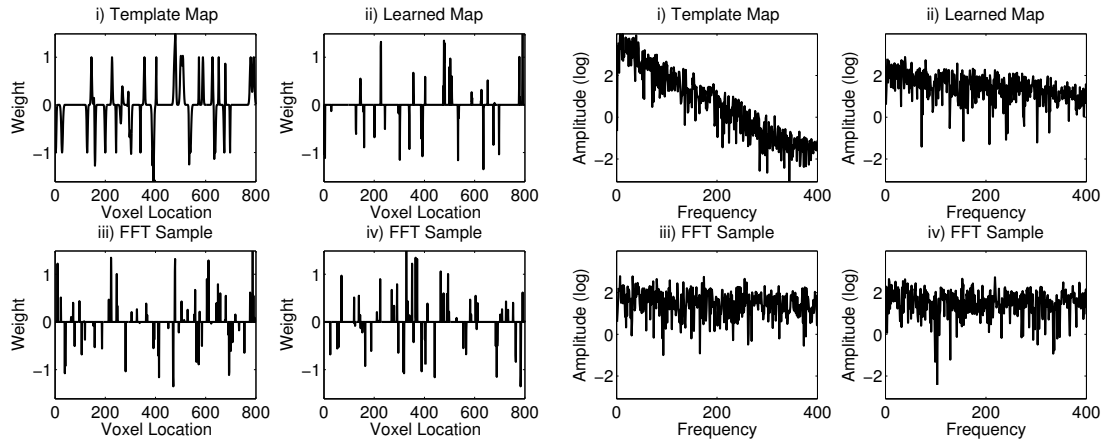 i) Template Map
Weight
1
0
−1
0 200 400 600 800
Voxel Location
ii) Learned Map
Weight
1
0
−1
0 200 400 600 800
Voxel Location
i) Template Map
Amplitude (log)
2
0
−2
0 200 400
Frequency
ii) Learned Map
Amplitude (log)
2
0
−2
0 200 400
Frequency
iii) FFT Sample
Weight
1
0
−1
0 200 400 600 800
Voxel Location
iv) FFT Sample
Weight
1
0
−1
0 200 400 600 800
Voxel Location
iii) FFT Sample
Amplitude (log)
2
0
−2
0 200 400
Frequency
iv) FFT Sample
Amplitude (log)
2
0
−2
0 200 400
Frequency